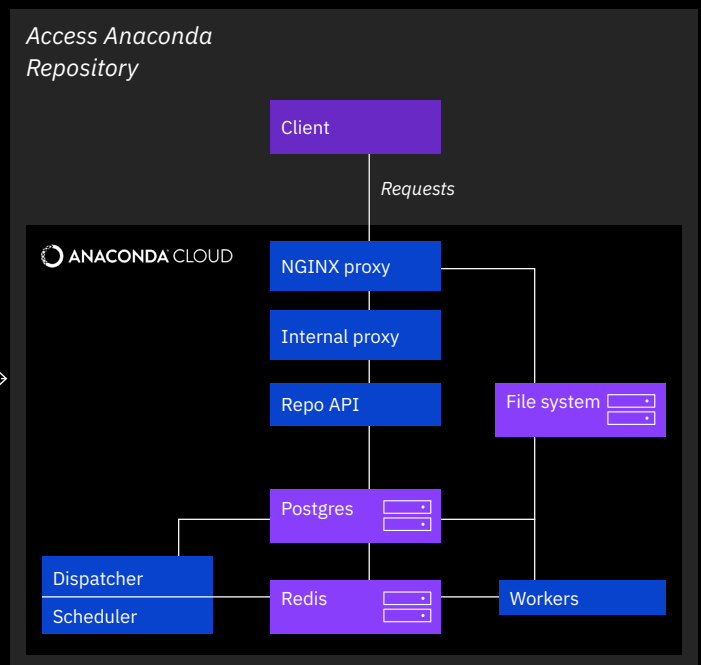 Access Anaconda
Repository
Client
Requests
ANACONDA CLOUD
NGINX proxy
Internal proxy
Repo API
File system
Postgres
Dispatcher
Scheduler
Redis
Workers